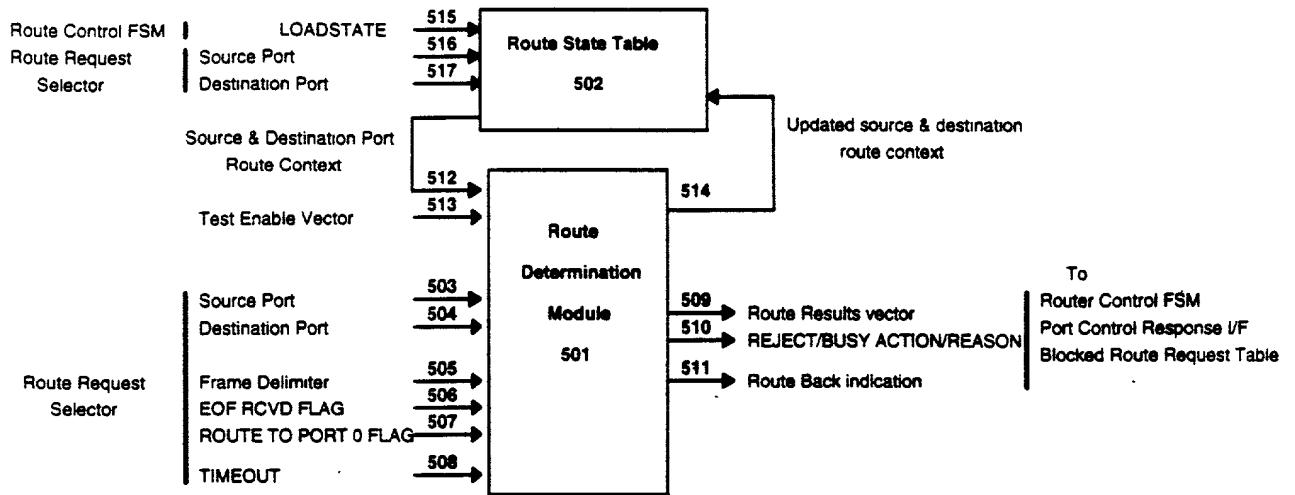 515
Route Control FSM LOADSTATE
516
Route Request Source Port
517
Selector Destination Port
Route State Table
502
Source & Destination Port
Route Context
Updated source & destination
route context
512
513
Test Enable Vector
514
Route
Determination
Module
501
503
Source Port
504
Destination Port
505
Route Request Frame Delimiter
506
Selector EOF RCVD FLAG
507
ROUTE TO PORT 0 FLAG
508
TIMEOUT
509
Route Results vector
510
REJECT/BUSY ACTION/REASON
511
Route Back indication
To
Router Control FSM
Port Control Response I/F
Blocked Route Request Table